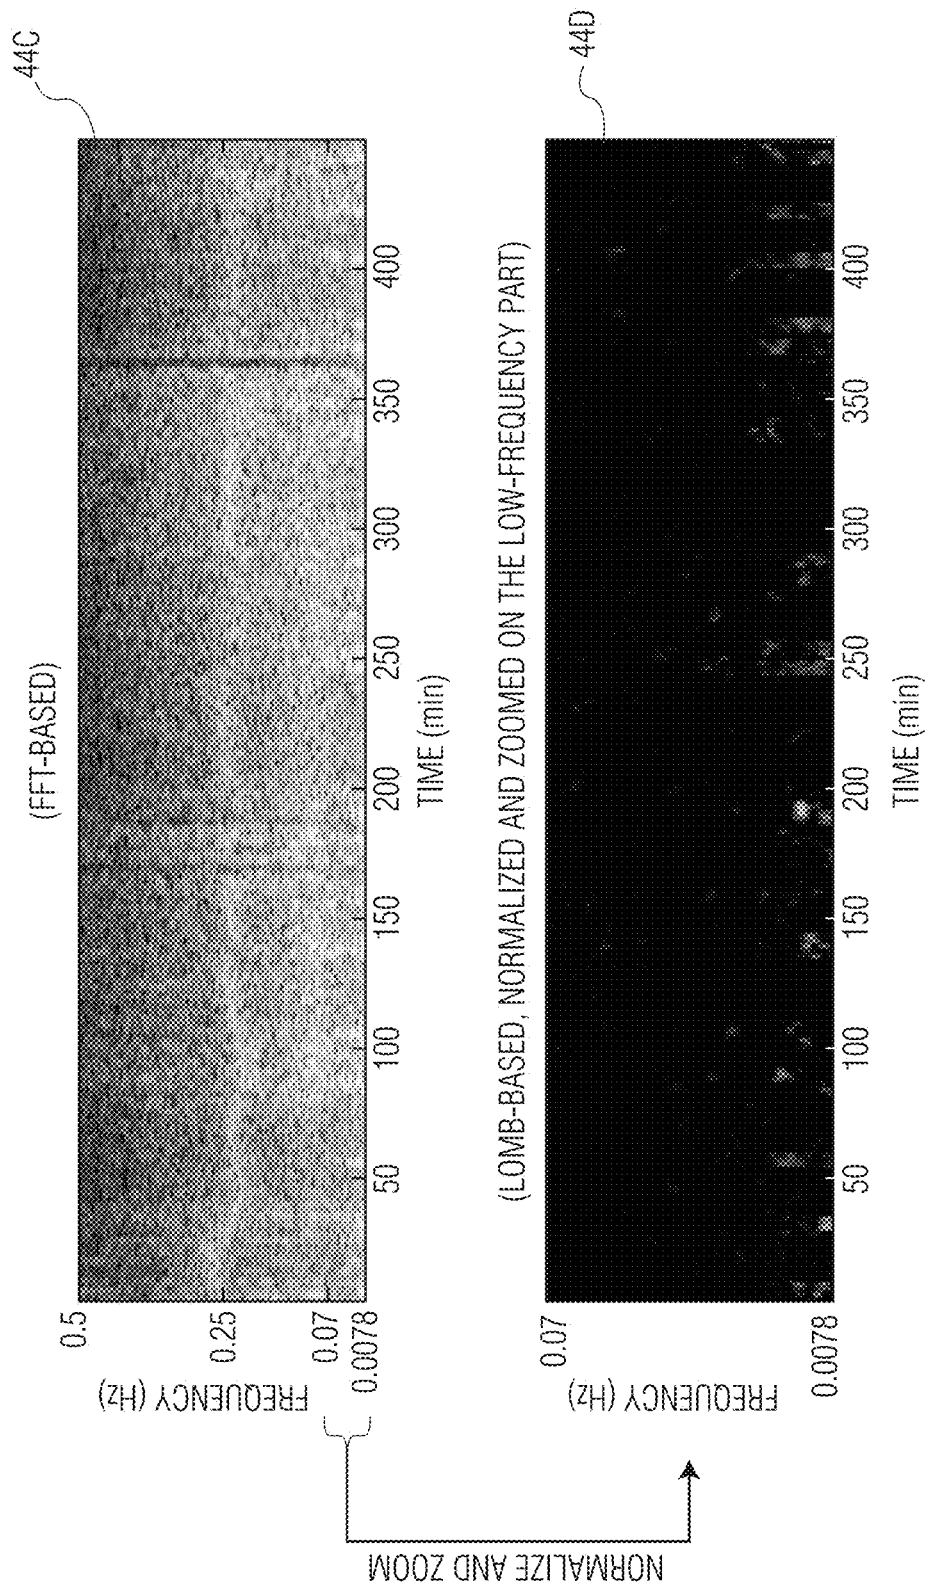 (FFT-BASED)
44C
FREQUENCY (Hz)
0.5
0.25
0.07
0.0078
50
100
150
200
250
300
350
400
TIME (min)
NORMALIZE AND ZOOM
(LOMB-BASED, NORMALIZED AND ZOOMED ON THE LOW-FREQUENCY PART)
44D
FREQUENCY (Hz)
0.07
0.0078
50
100
150
200
250
300
350
400
TIME (min)